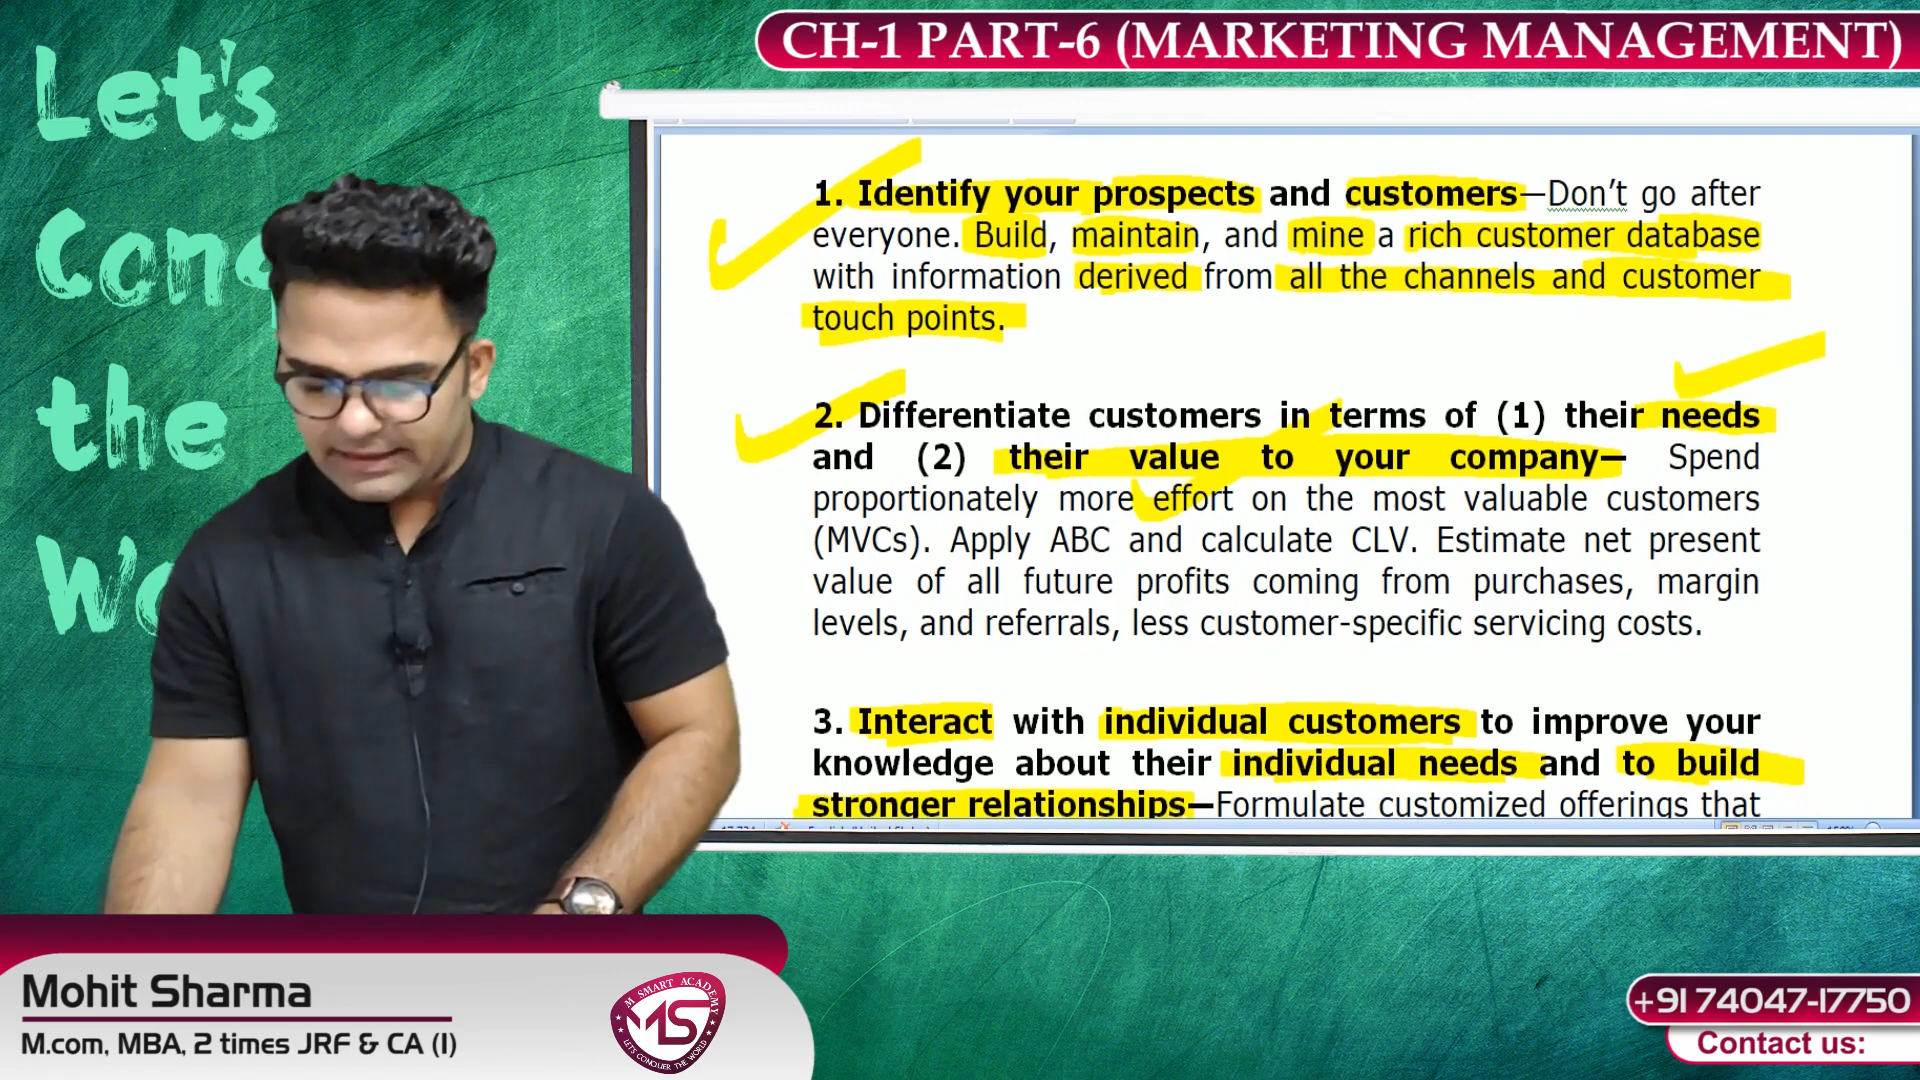 CH-1 PART-6 (MARKETING MANAGEMENT)
Let's
the
1. Identify your prospects and customers—Don't go after
everyone. Build, maintain, and mine a rich customer database
with information derived from all the channels and customer
touch points.
2. Differentiate customers in terms of (1) their needs
and (2) their value to your company— Spend
proportionately more effort on the most valuable customers
(MVCs). Apply ABC and calculate CLV. Estimate net present
value of all future profits coming from purchases, margin
levels, and referrals, less customer-specific servicing costs.
3. Interact with individual customers to improve your
knowledge about their individual needs and to build
stronger relationships—Formulate customized offerings that
Mohit Sharma
M.com, MBA, 2 times JRF & CA (I)
M SMART ACADEMY
MS
LET'S CONQUER THE WORLD
+91 74047-17750
Contact us: